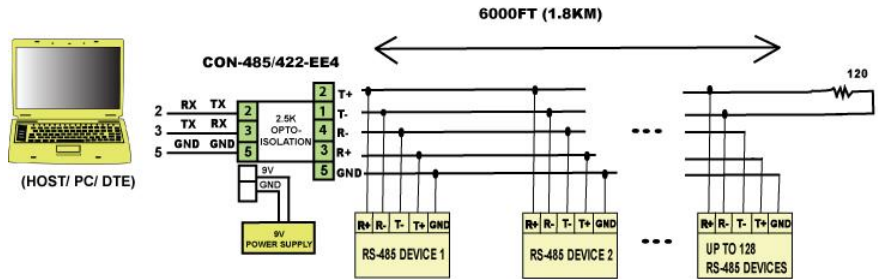 6000FT (1.8KM)
120
CON-485/422-EE4
2 RX TX 2
3 TX RX 3
5 GND GND 5
2.5K
OPTO-
ISOLATION
2 T+
1 T-
4 R-
3 R+
5 GND
9V
GND
9V
POWER SUPPLY
(HOST/ PC/ DTE)
R+ R- T- T+ GND
RS-485 DEVICE 1
R+ R- T- T+ GND
RS-485 DEVICE 2
R+ R- T- T+ GND
UP TO 128
RS-485 DEVICES